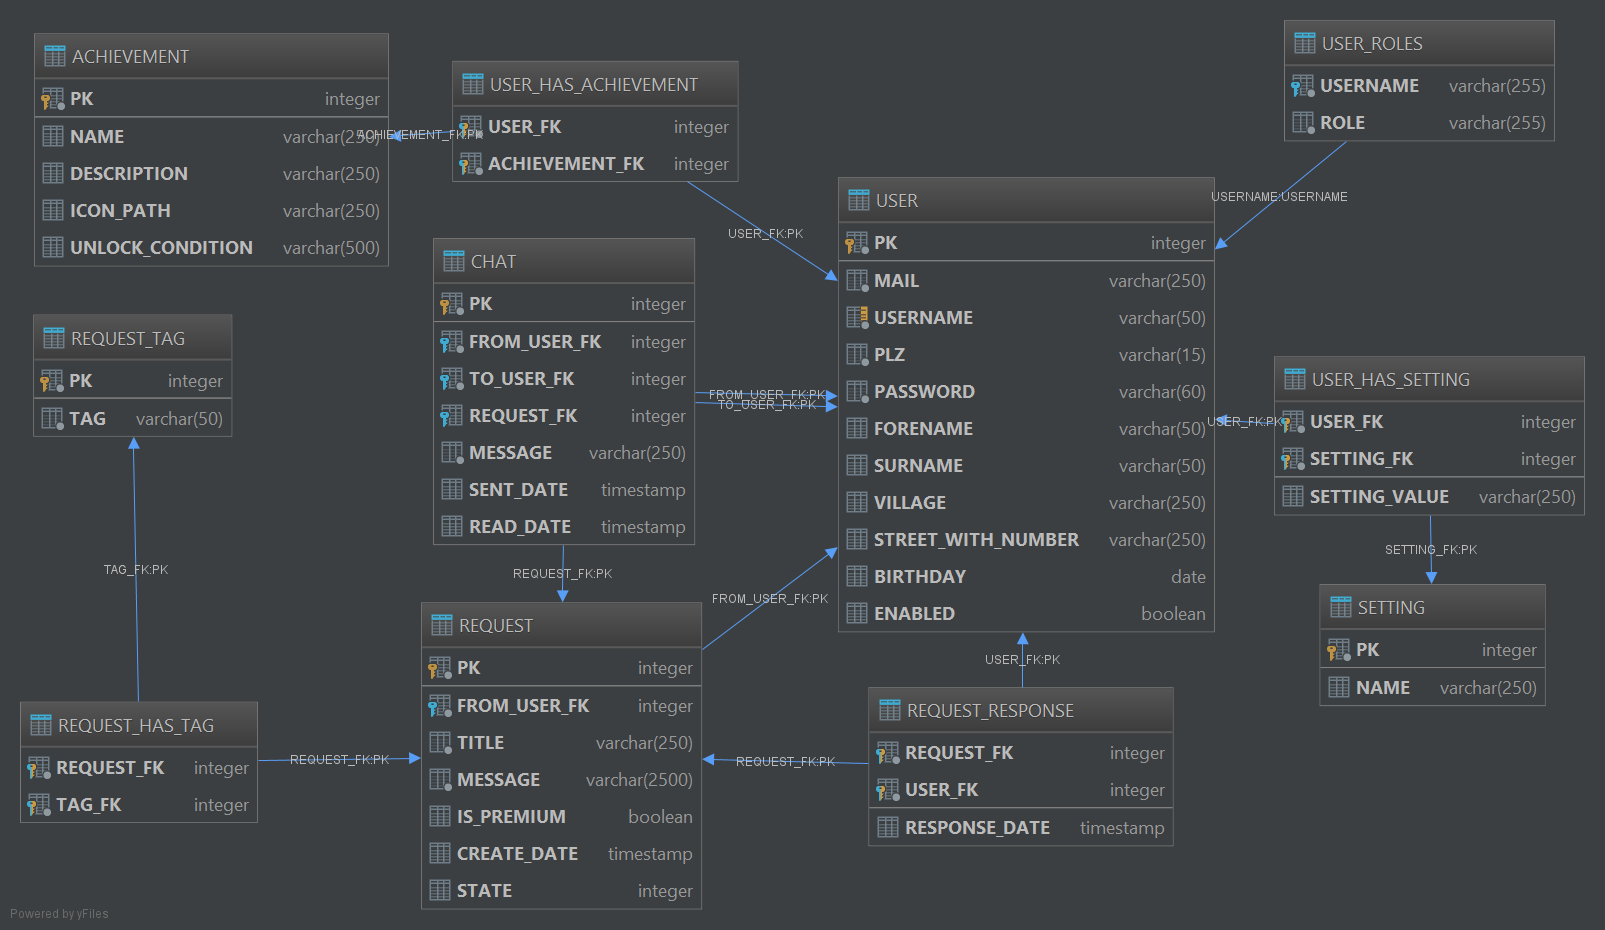 ACHIEVEMENT
PK integer
NAME varchar(250)
DESCRIPTION varchar(250)
ICON_PATH varchar(250)
UNLOCK_CONDITION varchar(500)
ACHIEVEMENT_FK:PK
USER_HAS_ACHIEVEMENT
USER_FK integer
ACHIEVEMENT_FK integer
USER_FK:PK
USER_ROLES
USERNAME varchar(255)
ROLE varchar(255)
USERNAME:USERNAME
USER
PK integer
MAIL varchar(250)
USERNAME varchar(50)
PLZ varchar(15)
PASSWORD varchar(60)
FORENAME varchar(50)
SURNAME varchar(50)
VILLAGE varchar(250)
STREET_WITH_NUMBER varchar(250)
BIRTHDAY date
ENABLED boolean
CHAT
PK integer
FROM_USER_FK integer
TO_USER_FK integer
REQUEST_FK integer
MESSAGE varchar(250)
SENT_DATE timestamp
READ_DATE timestamp
FROM_USER_FK:PK
TO_USER_FK:PK
REQUEST_FK:PK
REQUEST_TAG
PK integer
TAG varchar(50)
TAG_FK:PK
USER_HAS_SETTING
USER_FK integer
SETTING_FK integer
SETTING_VALUE varchar(250)
USER_FK:PK
SETTING_FK:PK
SETTING
PK integer
NAME varchar(250)
REQUEST
PK integer
FROM_USER_FK integer
TITLE varchar(250)
MESSAGE varchar(2500)
IS_PREMIUM boolean
CREATE_DATE timestamp
STATE integer
FROM_USER_FK:PK
USER_FK:PK
REQUEST_RESPONSE
REQUEST_FK integer
USER_FK integer
RESPONSE_DATE timestamp
REQUEST_FK:PK
REQUEST_HAS_TAG
REQUEST_FK integer
TAG_FK integer
REQUEST_FK:PK
Powered by yFiles